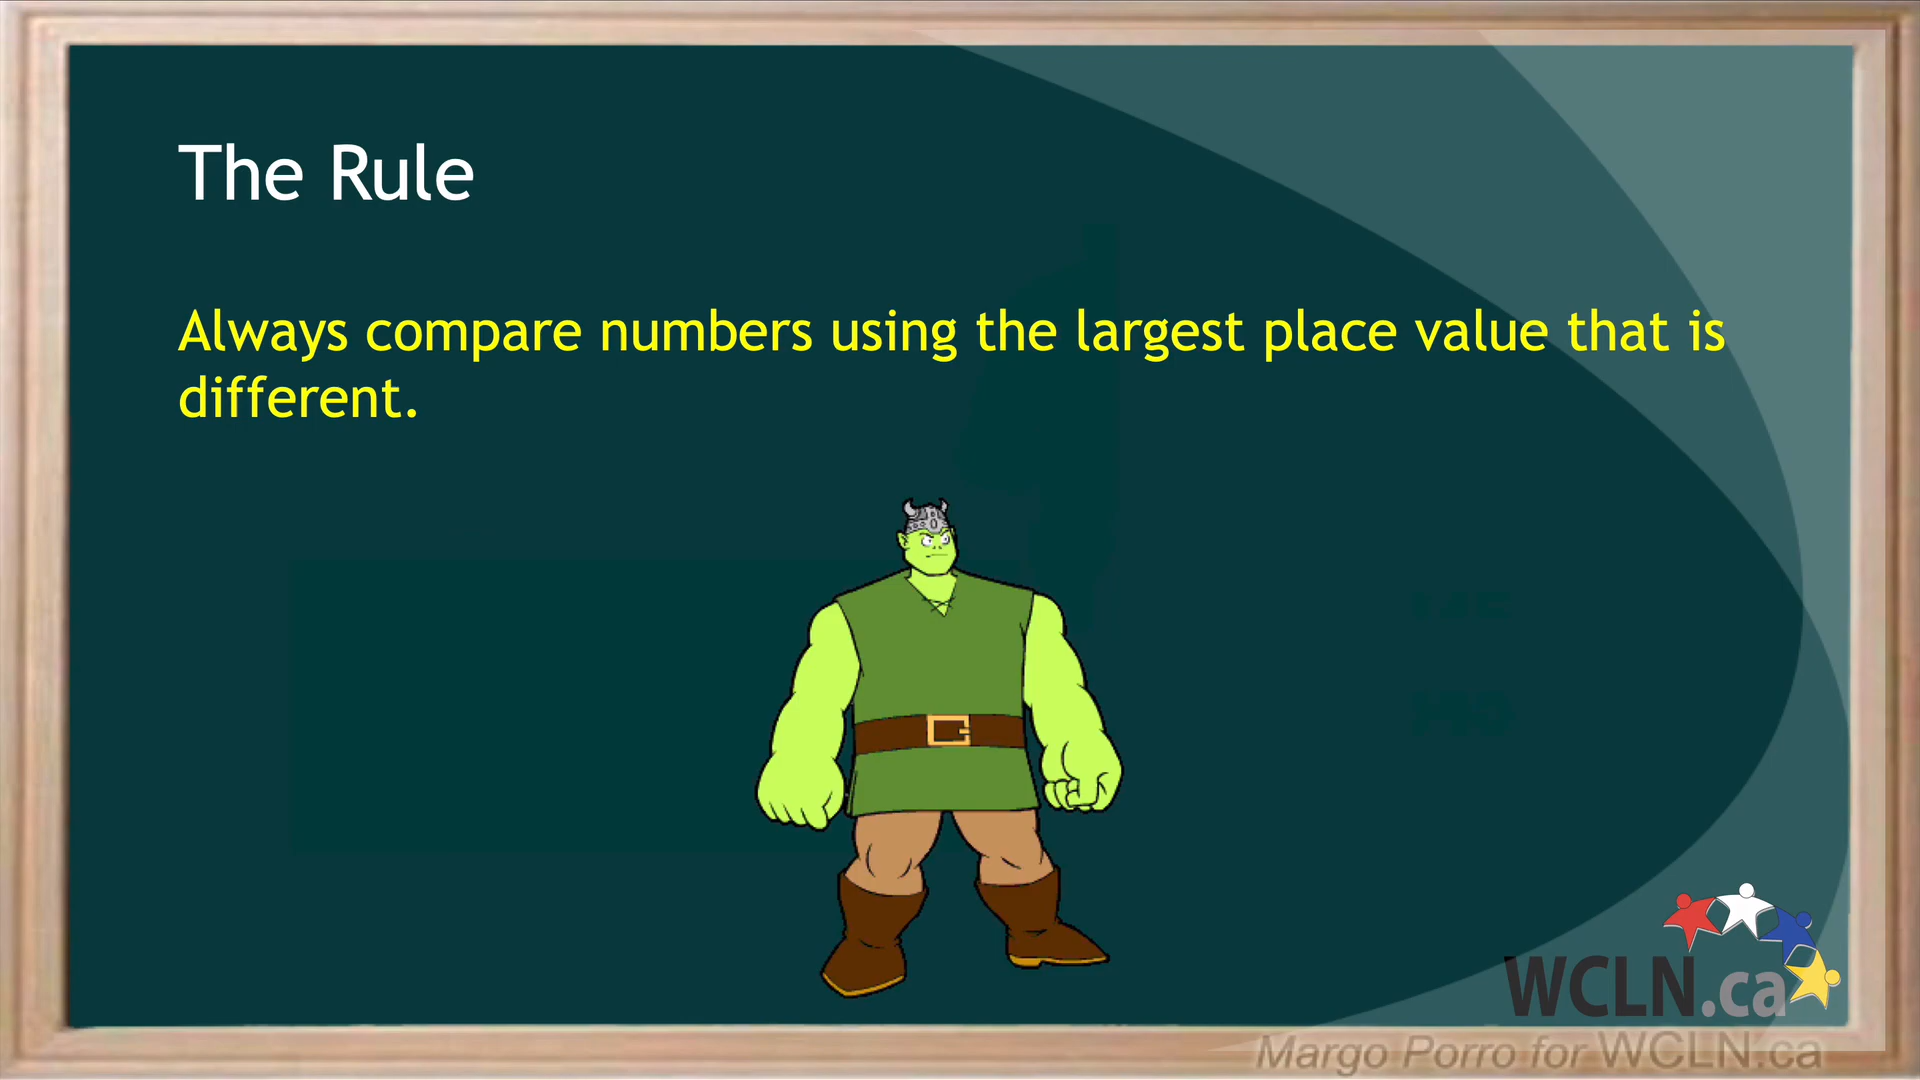 The Rule
Always compare numbers using the largest place value that is
different.
WCLN.ca
Margo Porro for WCLN.ca